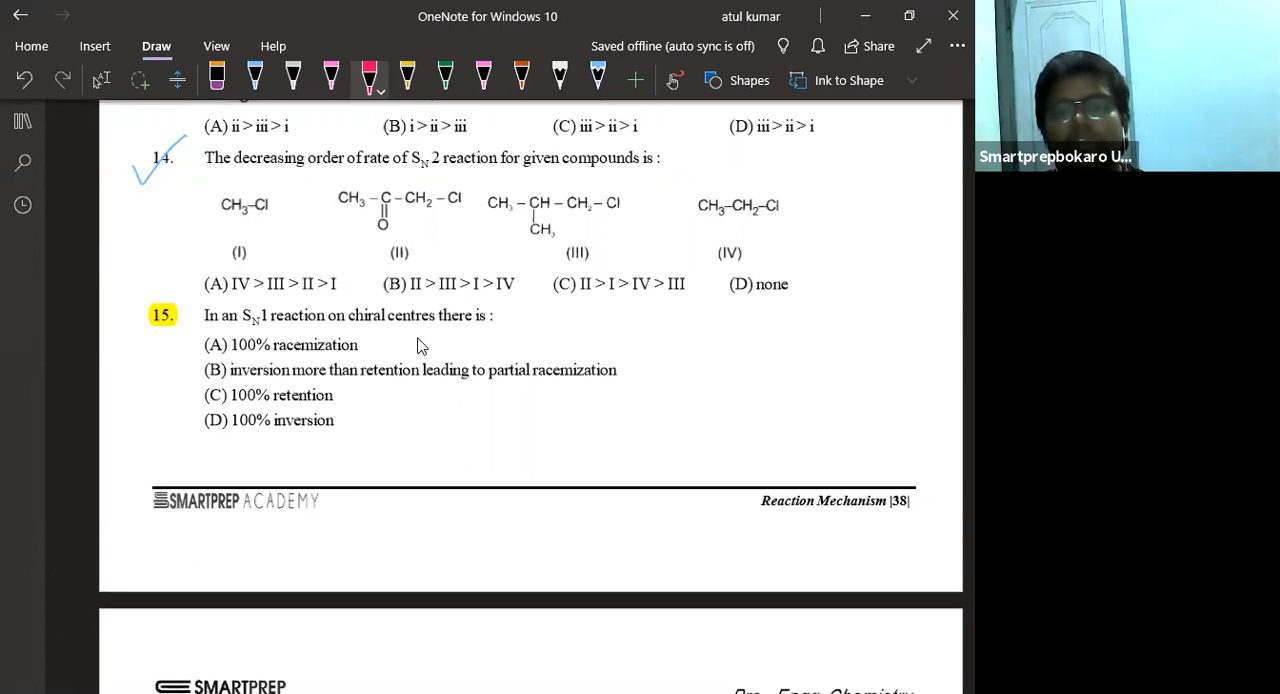 OneNote for Windows 10
atul kumar
Home Insert Draw View Help
Saved offline (auto sync is off)
Share
Shapes
Ink to Shape
Smartprepbokaro U...
(A) ii > iii > i (B) i > ii > iii (C) iii > ii > i (D) iii > ii > i
14. The decreasing order of rate of SN2 reaction for given compounds is :
CH3–Cl CH3 – C – CH2 – Cl CH3 – CH – CH2 – Cl CH3–CH2–Cl
O CH3
(I) (II) (III) (IV)
(A) IV > III > II > I (B) II > III > I > IV (C) II > I > IV > III (D) none
15. In an SN1 reaction on chiral centres there is :
(A) 100% racemization
(B) inversion more than retention leading to partial racemization
(C) 100% retention
(D) 100% inversion
SMARTPREP ACADEMY
Reaction Mechanism |38|
SMARTPREP